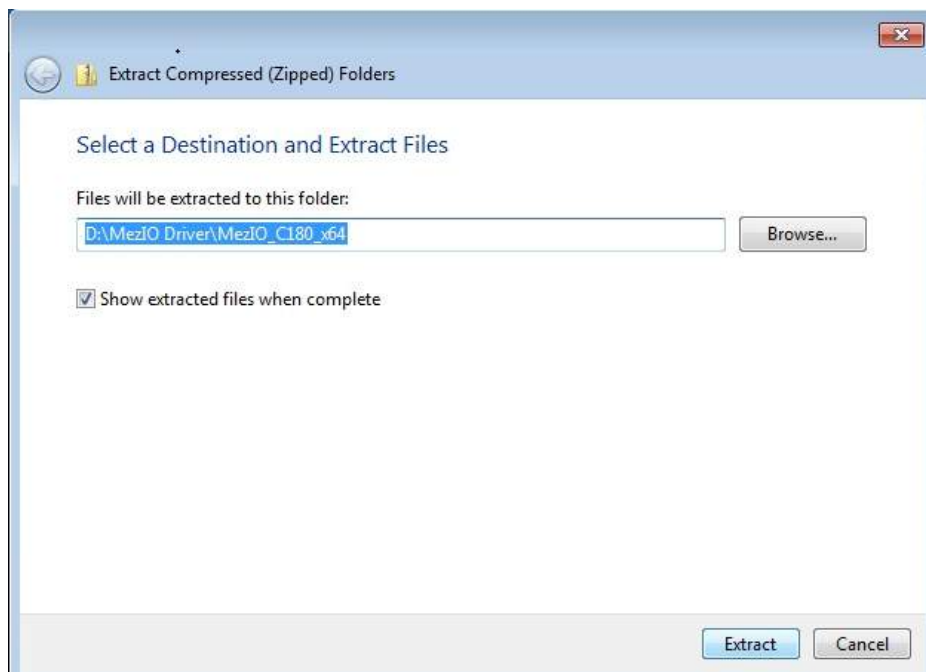 Extract Compressed (Zipped) Folders
Select a Destination and Extract Files
Files will be extracted to this folder:
D:\MezIO Driver\MezIO_C180_x64
Browse...
Show extracted files when complete
Extract
Cancel